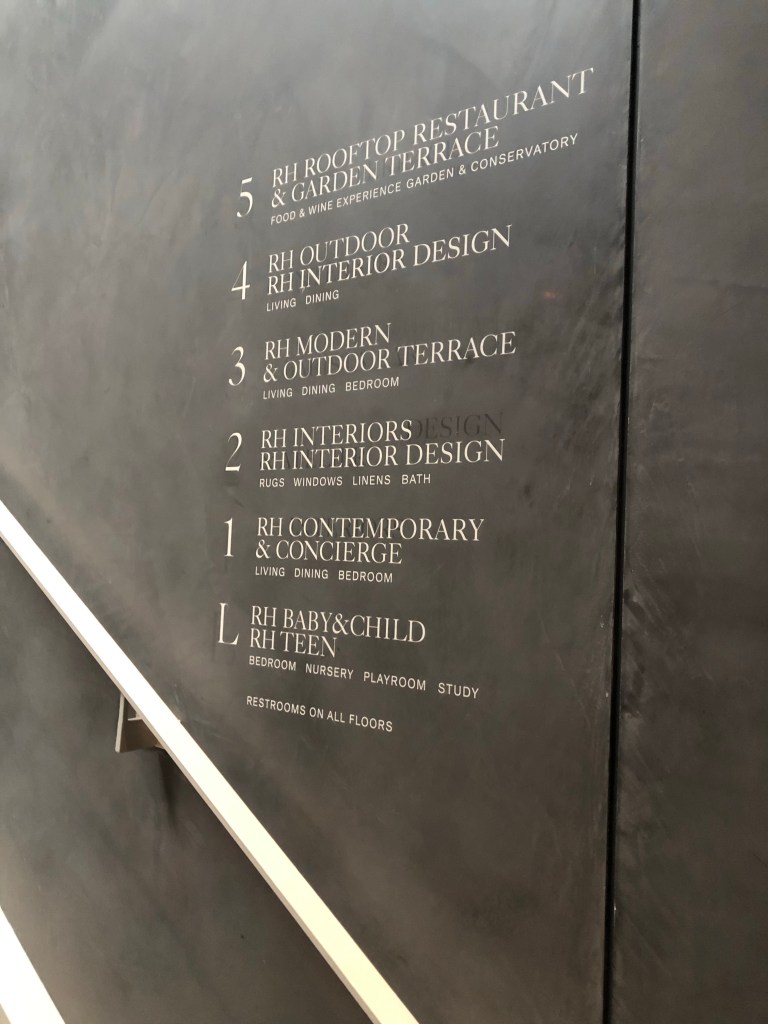 5 RH ROOFTOP RESTAURANT
& GARDEN TERRACE
FOOD & WINE EXPERIENCE GARDEN & CONSERVATORY
4 RH OUTDOOR
RH INTERIOR DESIGN
LIVING DINING
3 RH MODERN
& OUTDOOR TERRACE
LIVING DINING BEDROOM
2 RH INTERIORS DESIGN
RH INTERIOR DESIGN
RUGS WINDOWS LINENS BATH
1 RH CONTEMPORARY
& CONCIERGE
LIVING DINING BEDROOM
L RH BABY&CHILD
RH TEEN
BEDROOM NURSERY PLAYROOM STUDY
RESTROOMS ON ALL FLOORS